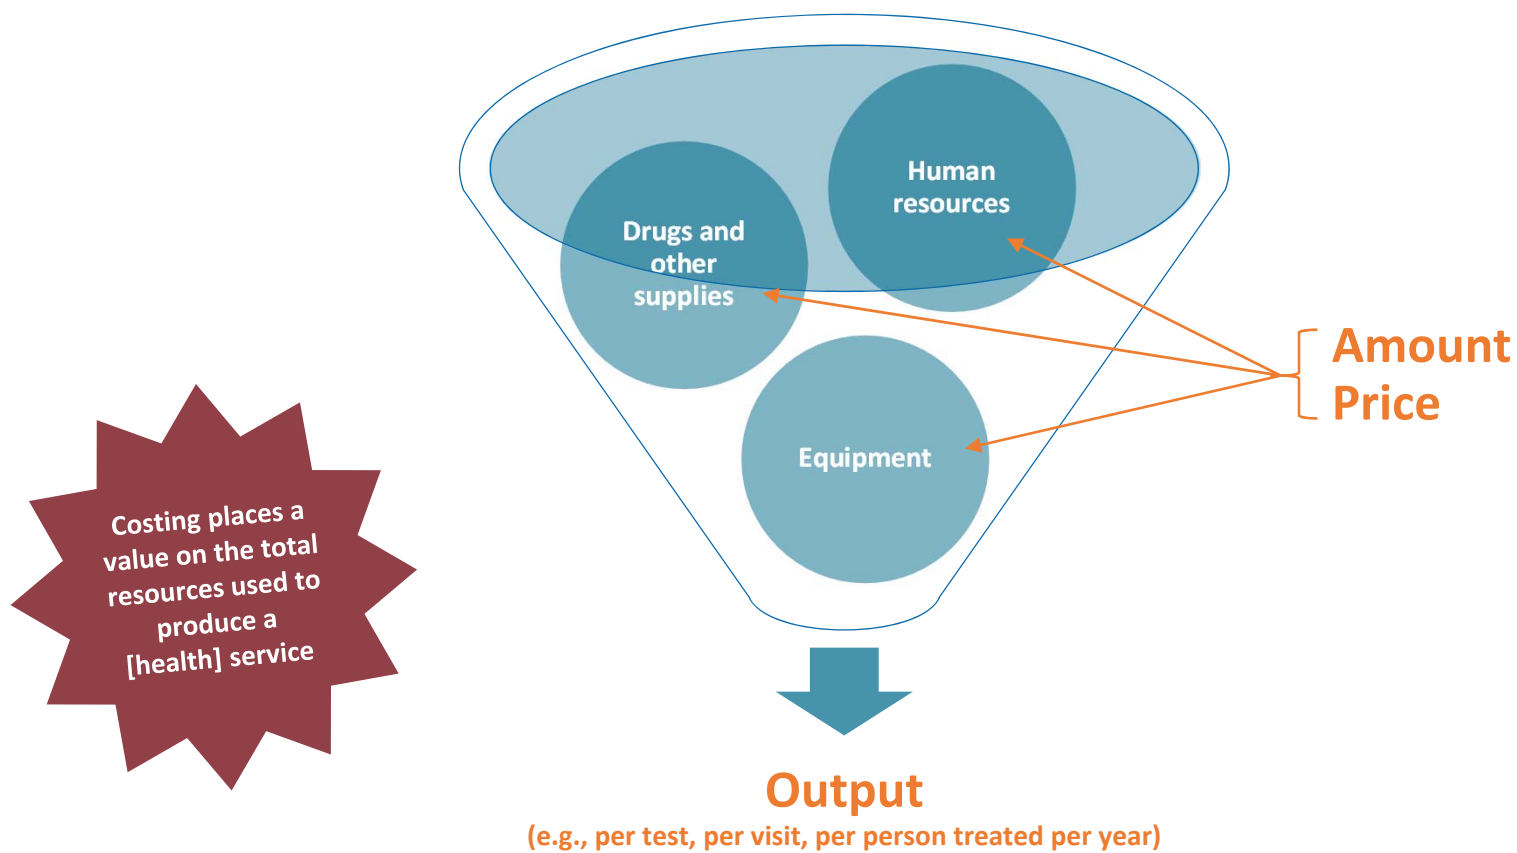 Human
resources
Drugs and
other
supplies
Equipment
Amount
Price
Costing places a
value on the total
resources used to
produce a
[health] service
Output
(e.g., per test, per visit, per person treated per year)